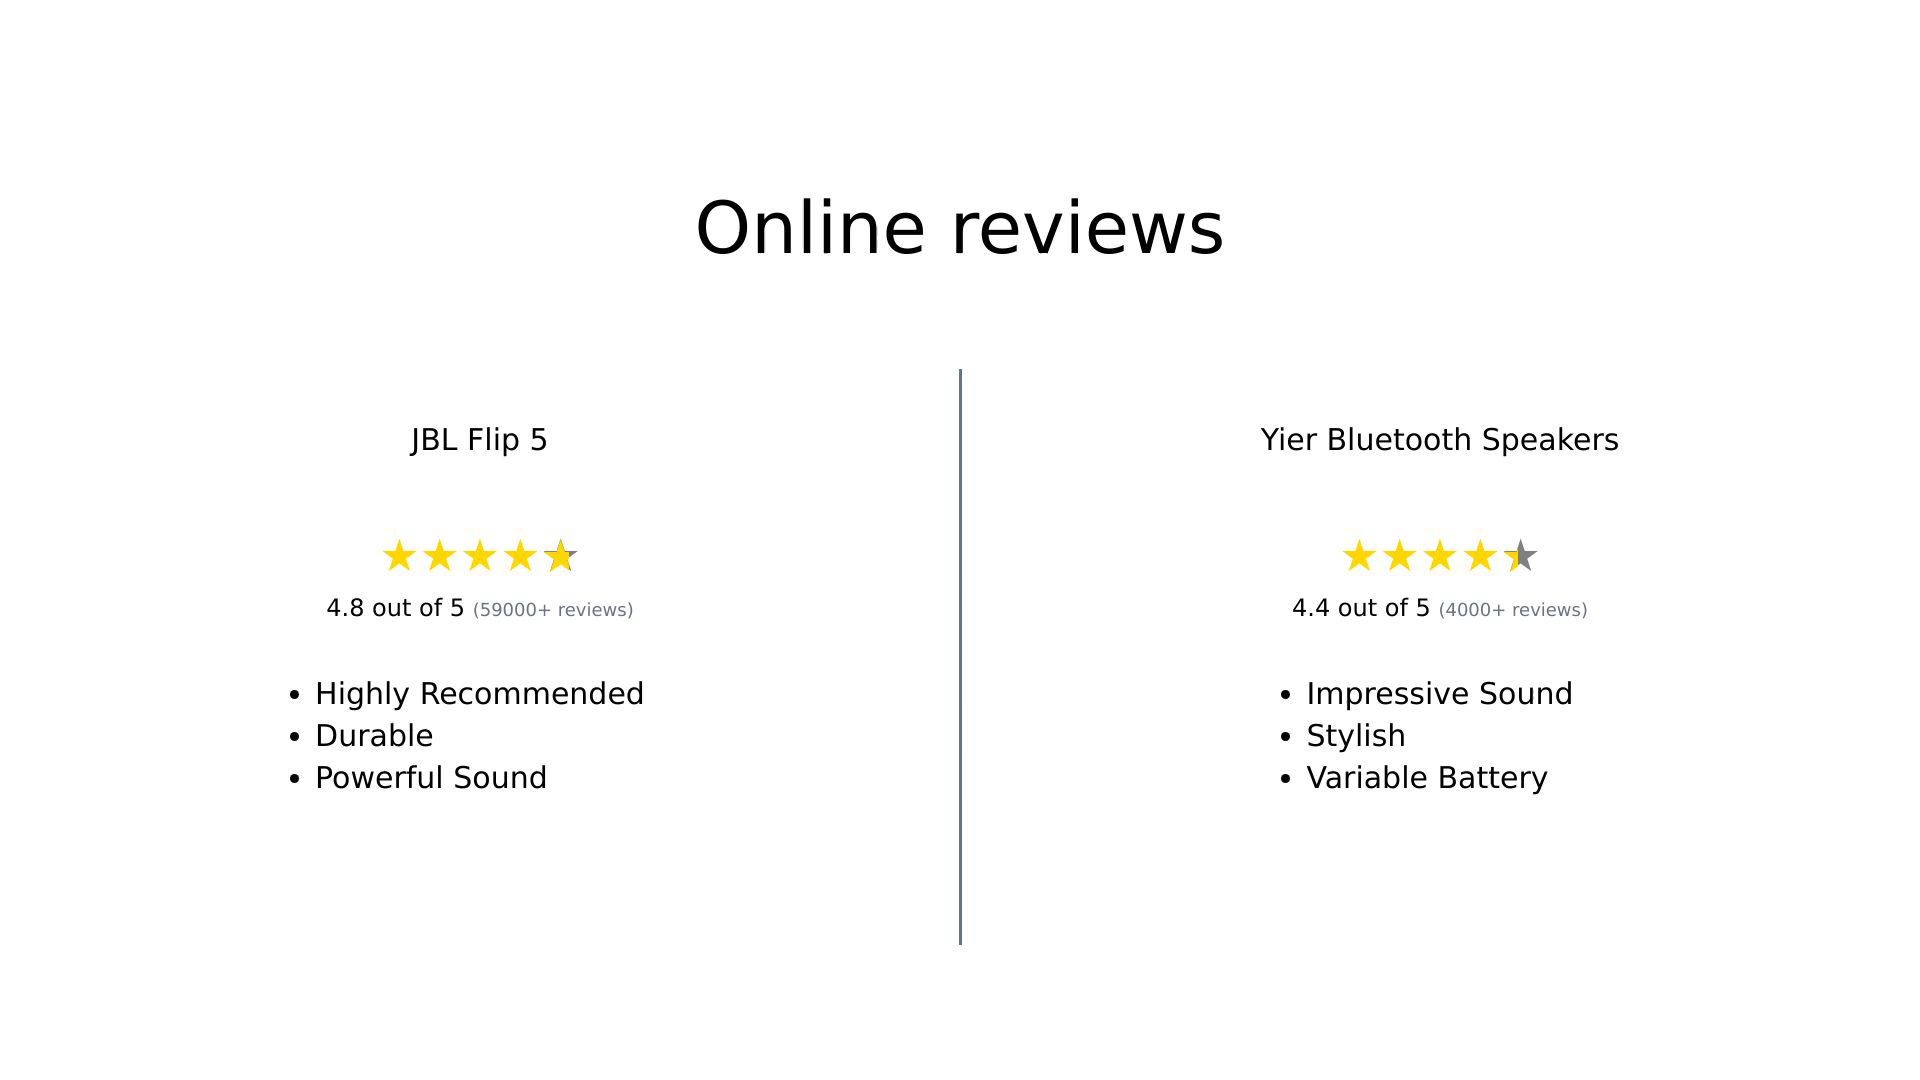 Online reviews
JBL Flip 5
4.8 out of 5 (59000+ reviews)
• Highly Recommended
• Durable
• Powerful Sound
Yier Bluetooth Speakers
4.4 out of 5 (4000+ reviews)
• Impressive Sound
• Stylish
• Variable Battery